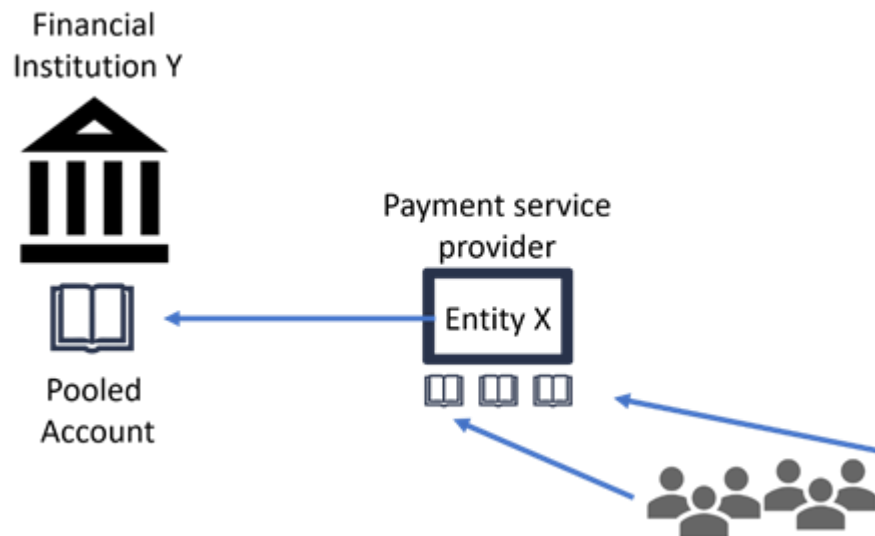 Financial
Institution Y
Payment service
provider
Entity X
Pooled
Account